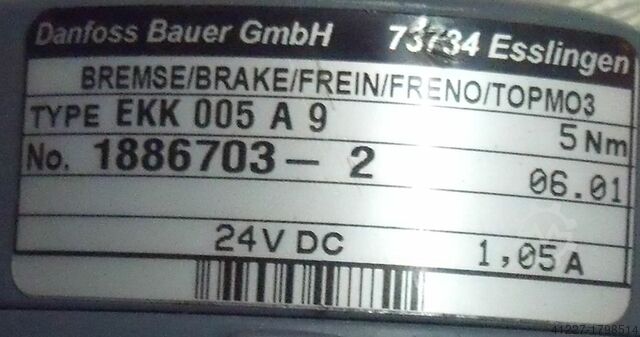 Danfoss Bauer GmbH 73734 Esslingen
BREMSE/BRAKE/FREIN/FRENO/TOPMO3
TYPE EKK 005 A 9 5 Nm
No. 1886703-2 06.01
24V DC 1,05 A
41227-1798514